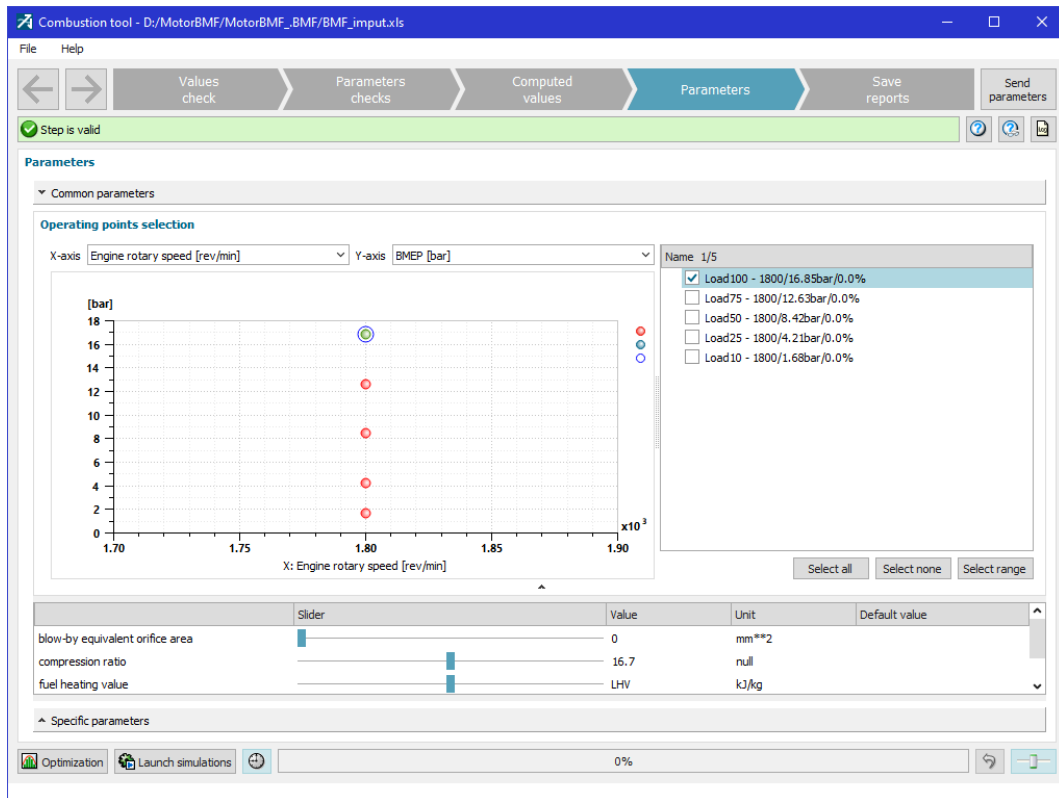 Combustion tool - D:/MotorBMF/MotorBMF_.BMF/BMF_imput.xls
File Help
Values check
Parameters checks
Computed values
Parameters
Save reports
Send parameters
Step is valid
LOG
Parameters
Common parameters
Operating points selection
X-axis Engine rotary speed [rev/min] Y-axis BMEP [bar]
Name 1/5
Load100 - 1800/16.85bar/0.0%
Load75 - 1800/12.63bar/0.0%
Load50 - 1800/8.42bar/0.0%
Load25 - 1800/4.21bar/0.0%
Load10 - 1800/1.68bar/0.0%
[bar]
18
16
14
12
10
8
6
4
2
0
x10³
1.70 1.75 1.80 1.85 1.90
X: Engine rotary speed [rev/min]
Select all Select none Select range
Slider Value Unit Default value
blow-by equivalent orifice area 0 mm**2
compression ratio 16.7 null
fuel heating value LHV kJ/kg
Specific parameters
Optimization Launch simulations 0%